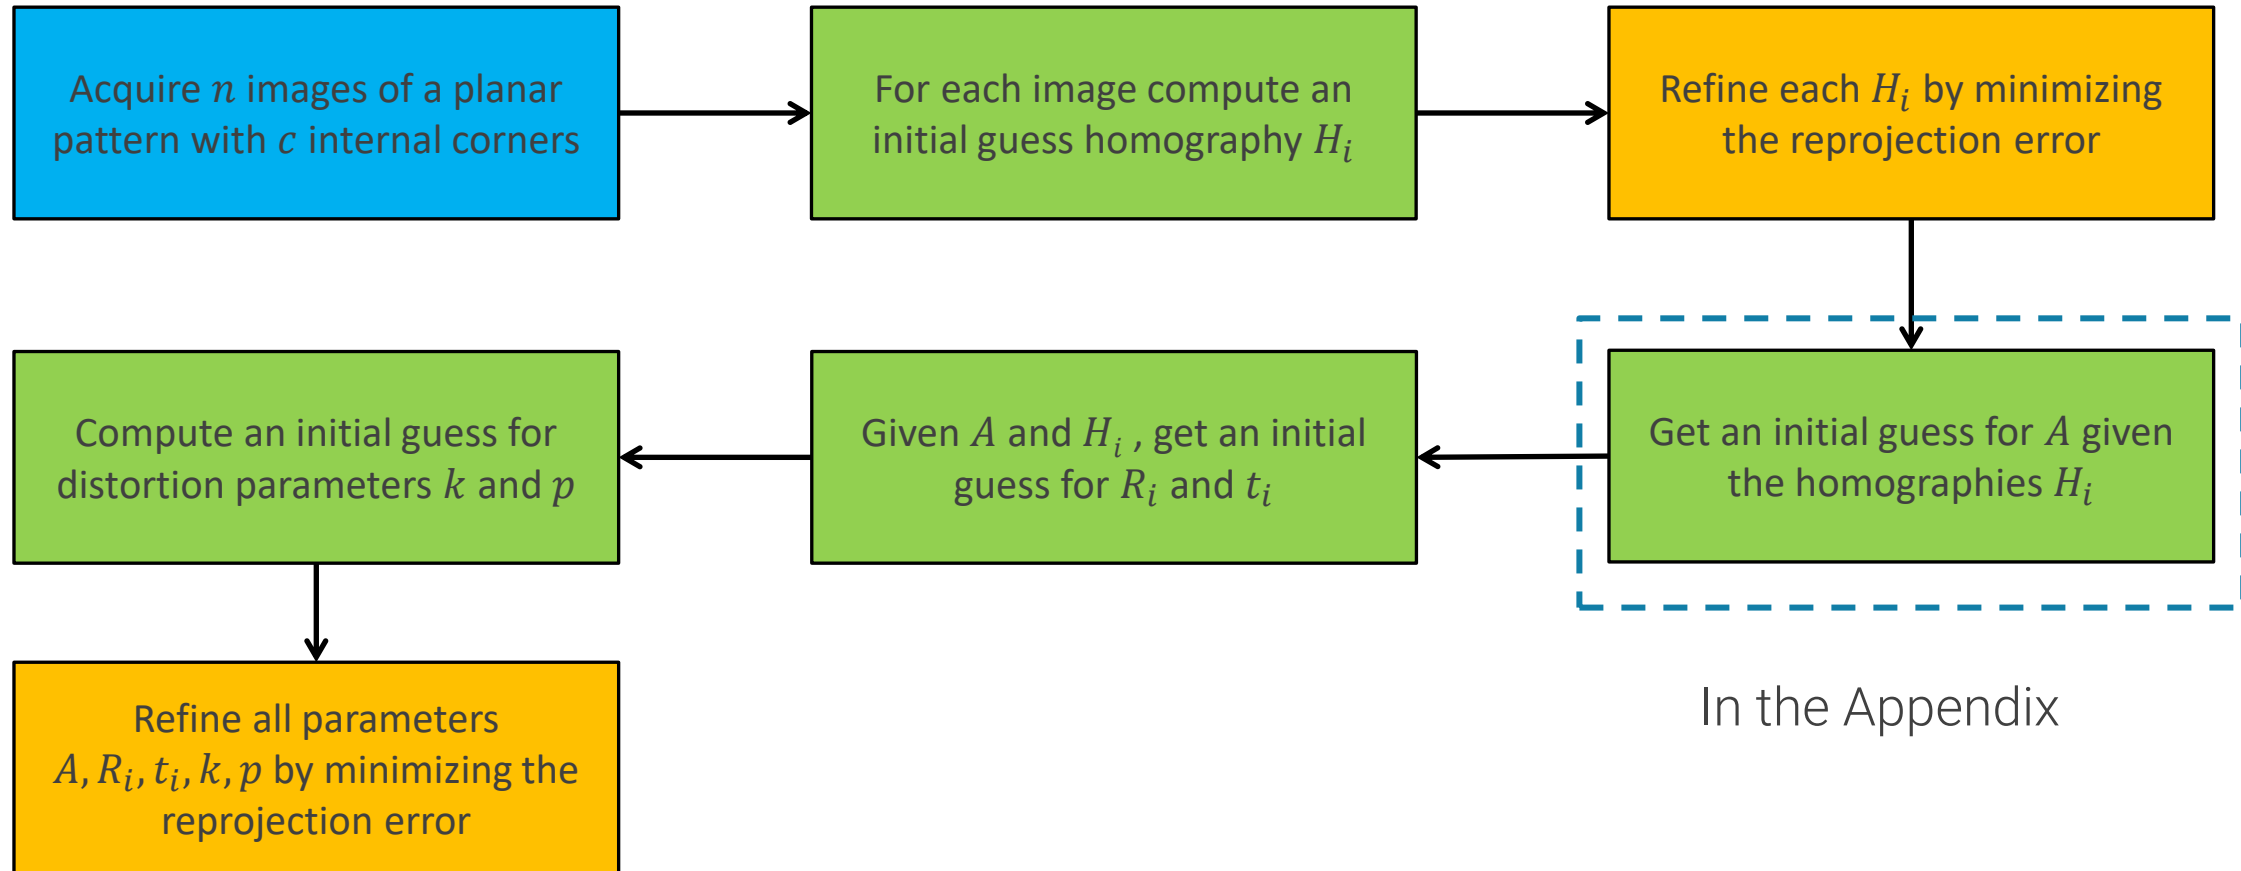 Acquire n images of a planar
pattern with c internal corners
For each image compute an
initial guess homography H_i
Refine each H_i by minimizing
the reprojection error
Get an initial guess for A given
the homographies H_i
Given A and H_i , get an initial
guess for R_i and t_i
Compute an initial guess for
distortion parameters k and p
Refine all parameters
A, R_i, t_i, k, p by minimizing the
reprojection error
In the Appendix